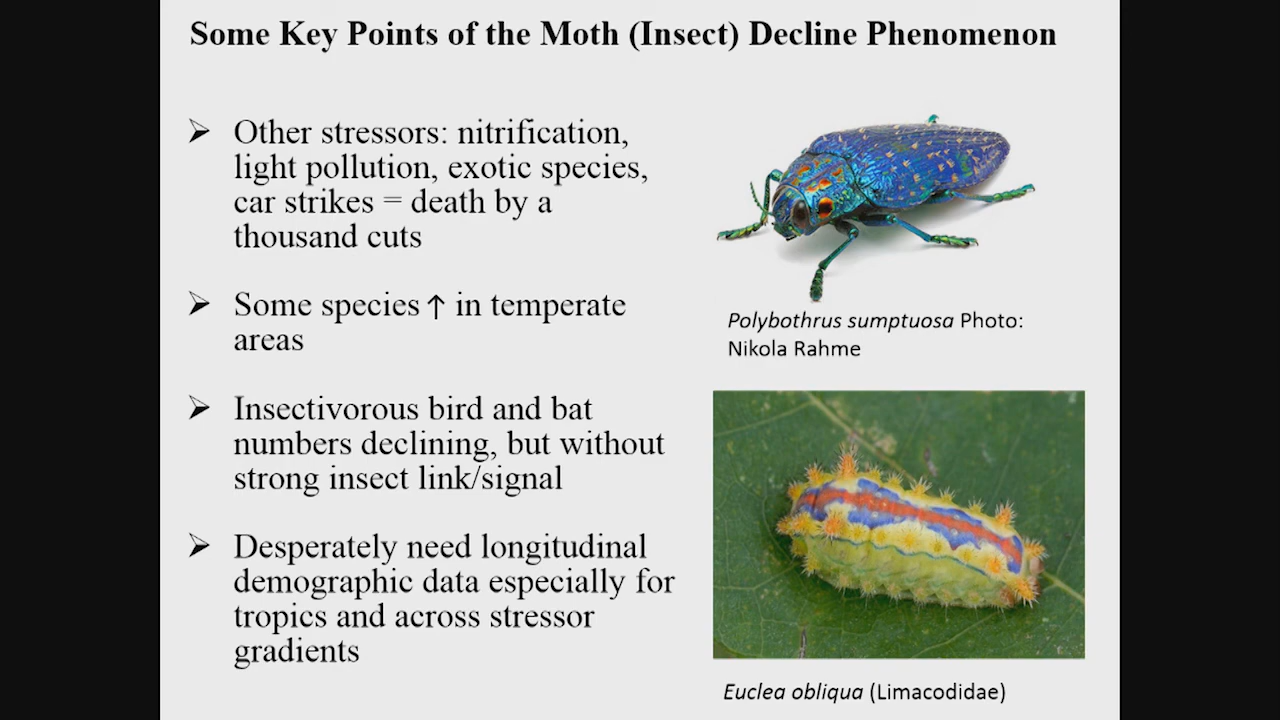 Some Key Points of the Moth (Insect) Decline Phenomenon
➢ Other stressors: nitrification,
light pollution, exotic species,
car strikes = death by a
thousand cuts
➢ Some species ↑ in temperate
areas
➢ Insectivorous bird and bat
numbers declining, but without
strong insect link/signal
➢ Desperately need longitudinal
demographic data especially for
tropics and across stressor
gradients
Polybothrus sumptuosa Photo:
Nikola Rahme
Euclea obliqua (Limacodidae)